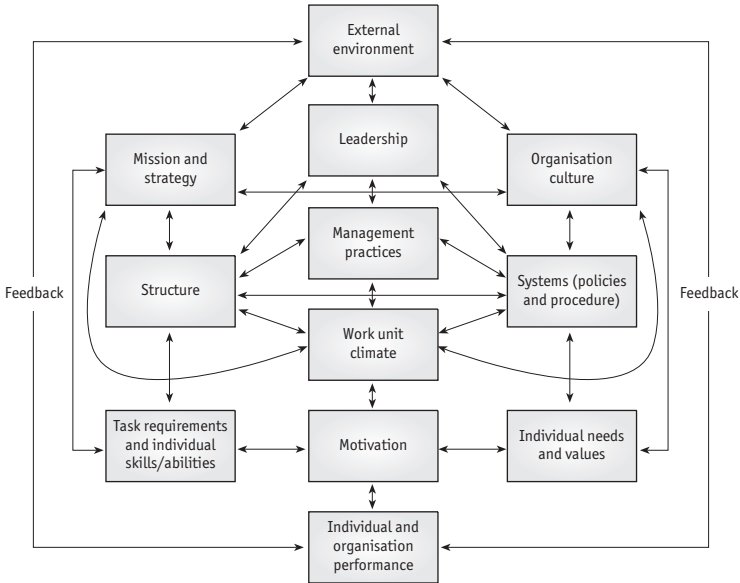 External
environment
Leadership
Mission and
strategy
Organisation
culture
Management
practices
Structure
Systems (policies
and procedure)
Feedback
Feedback
Work unit
climate
Task requirements
and individual
skills/abilities
Motivation
Individual needs
and values
Individual and
organisation
performance